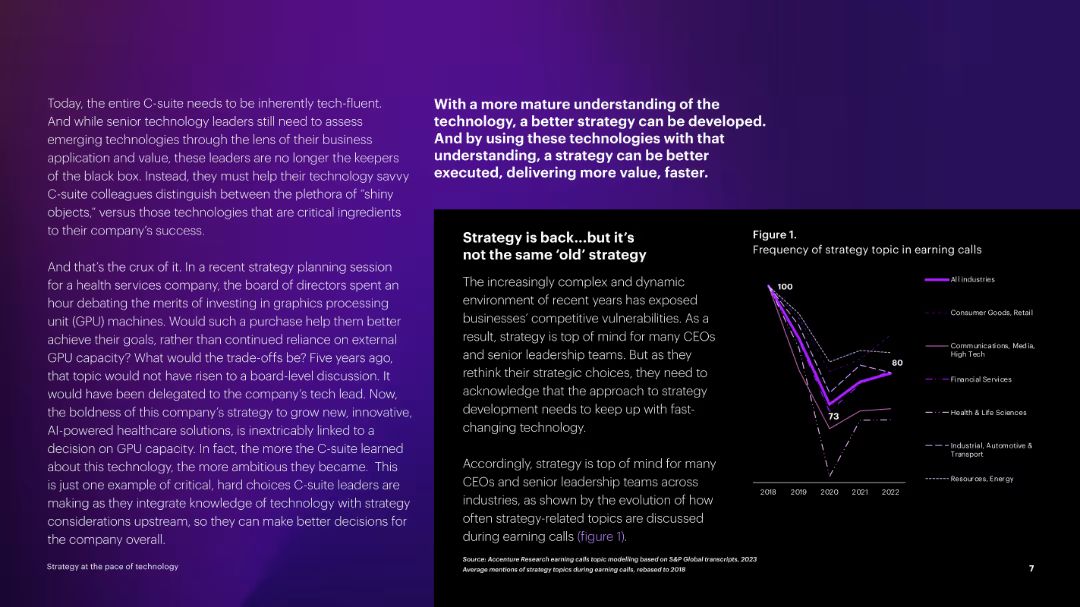 Today, the entire C-suite needs to be inherently tech-fluent.
And while senior technology leaders still need to assess
emerging technologies through the lens of their business
application and value, these leaders are no longer the keepers
of the black box. Instead, they must help their technology savvy
C-suite colleagues distinguish between the plethora of “shiny
objects,” versus those technologies that are critical ingredients
to their company’s success.
And that’s the crux of it. In a recent strategy planning session
for a health services company, the board of directors spent an
hour debating the merits of investing in graphics processing
unit (GPU) machines. Would such a purchase help them better
achieve their goals, rather than continued reliance on external
GPU capacity? What would the trade-offs be? Five years ago,
that topic would not have risen to a board-level discussion. It
would have been delegated to the company’s tech lead. Now,
the boldness of this company’s strategy to grow new, innovative,
AI-powered healthcare solutions, is inextricably linked to a
decision on GPU capacity. In fact, the more the C-suite learned
about this technology, the more ambitious they became. This
is just one example of critical, hard choices C-suite leaders are
making as they integrate knowledge of technology with strategy
considerations upstream, so they can make better decisions for
the company overall.
With a more mature understanding of the
technology, a better strategy can be developed.
And by using these technologies with that
understanding, a strategy can be better
executed, delivering more value, faster.
Strategy is back...but it’s
not the same ‘old’ strategy
The increasingly complex and dynamic
environment of recent years has exposed
businesses’ competitive vulnerabilities. As a
result, strategy is top of mind for many CEOs
and senior leadership teams. But as they
rethink their strategic choices, they need to
acknowledge that the approach to strategy
development needs to keep up with fast-
changing technology.
Accordingly, strategy is top of mind for many
CEOs and senior leadership teams across
industries, as shown by the evolution of how
often strategy-related topics are discussed
during earning calls (figure 1).
Figure 1.
Frequency of strategy topic in earning calls
100
73
80
2018 2019 2020 2021 2022
All industries
Consumer Goods, Retail
Communications, Media,
High Tech
Financial Services
Health & Life Sciences
Industrial, Automotive &
Transport
Resources, Energy
Source: Accenture Research earning calls topic modelling based on S&P Global transcripts, 2023
Average mentions of strategy topics during earning calls, rebased to 2018
Strategy at the pace of technology
7